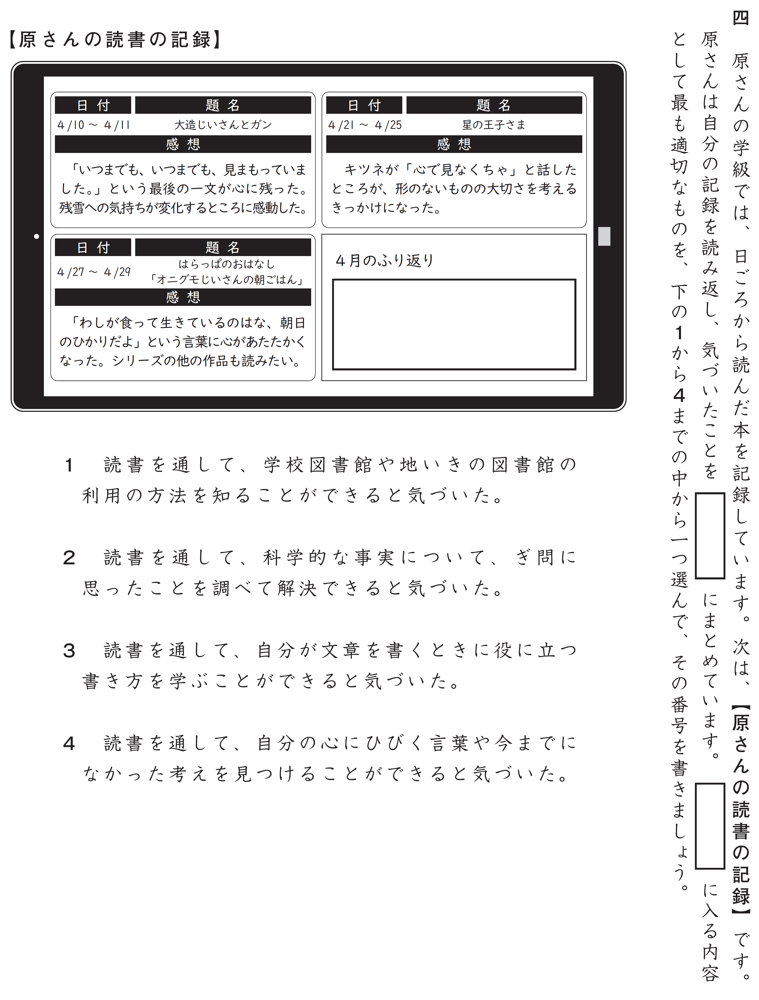 四　原さんの学級では、日ごろから読んだ本を記録しています。次は、【原さんの読書の記録】です。
原さんは自分の記録を読み返し、気づいたことを　　　にまとめています。　　　に入る内容
として最も適切なものを、下の1から4までの中から一つ選んで、その番号を書きましょう。
【原さんの読書の記録】
日付　題名
4/10 〜 4/11　大造じいさんとガン
感想
「いつまでも、いつまでも、見まもっていま
した。」という最後の一文が心に残った。
残雪への気持ちが変化するところに感動した。
日付　題名
4/21 〜 4/25　星の王子さま
感想
キツネが「心で見なくちゃ」と話した
ところが、形のないものの大切さを考える
きっかけになった。
日付　題名
4/27 〜 4/29　はらっぱのおはなし
「オニグモじいさんの朝ごはん」
感想
「わしが食って生きているのはな、朝日
のひかりだよ」という言葉に心があたたかく
なった。シリーズの他の作品も読みたい。
4月のふり返り
1　読書を通して、学校図書館や地いきの図書館の
利用の方法を知ることができると気づいた。
2　読書を通して、科学的な事実について、ぎ問に
思ったことを調べて解決できると気づいた。
3　読書を通して、自分が文章を書くときに役に立つ
書き方を学ぶことができると気づいた。
4　読書を通して、自分の心にひびく言葉や今までに
なかった考えを見つけることができると気づいた。